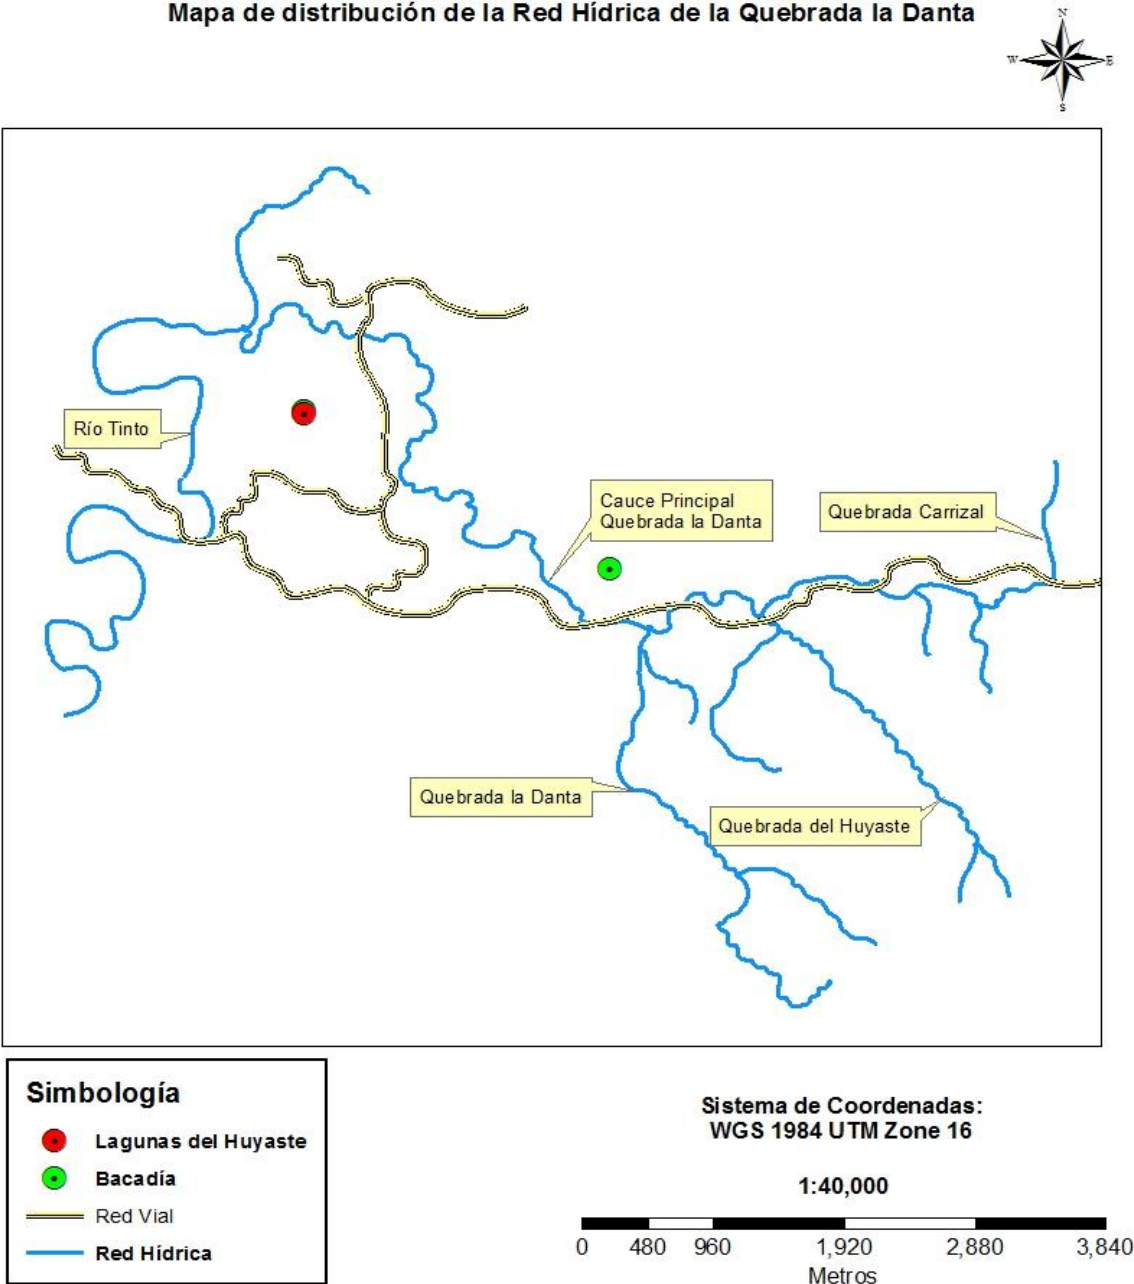 Mapa de distribución de la Red Hídrica de la Quebrada la Danta
N
W
E
S
Río Tinto
Cauce Principal
Quebrada la Danta
Quebrada Carrizal
Quebrada la Danta
Quebrada del Huyaste
Simbología
Lagunas del Huyaste
Bacadía
Red Vial
Red Hídrica
Sistema de Coordenadas:
WGS 1984 UTM Zone 16
1:40,000
0 480 960 1,920 2,880 3,840
Metros